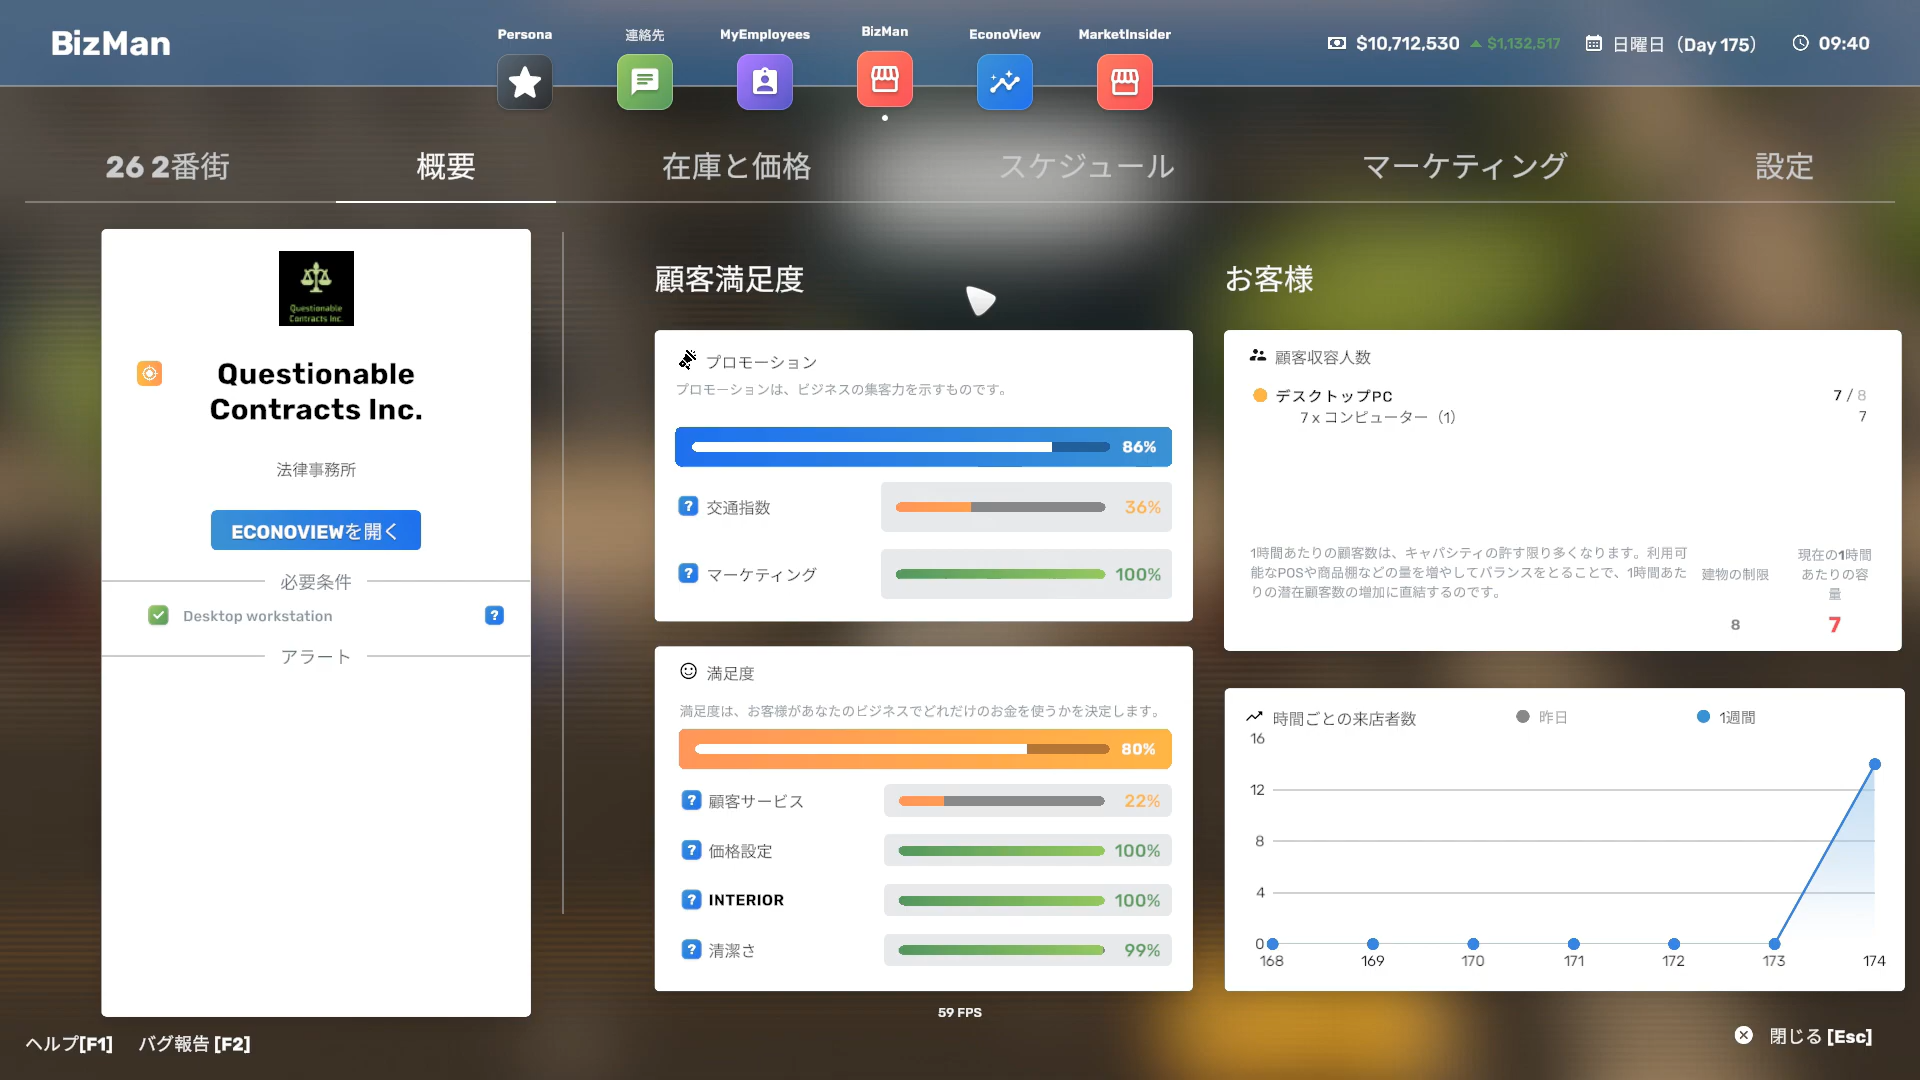 BizMan
Persona
連絡先
MyEmployees
BizMan
EconoView
MarketInsider
$10,712,530
$1,132,517
日曜日 (Day 175)
09:40
26 2番街
概要
在庫と価格
スケジュール
マーケティング
設定
Questionable
Contracts Inc.
Questionable
Contracts Inc.
法律事務所
ECONOVIEWを開く
必要条件
Desktop workstation
?
アラート
顧客満足度
プロモーション
プロモーションは、ビジネスの集客力を示すものです。
86%
? 交通指数
36%
? マーケティング
100%
満足度
満足度は、お客様があなたのビジネスでどれだけのお金を使うかを決定します。
80%
? 顧客サービス
22%
? 価格設定
100%
? INTERIOR
100%
? 清潔さ
99%
お客様
顧客収容人数
デスクトップPC
7 / 8
7 x コンピューター (1)
7
1時間あたりの顧客数は、キャパシティの許す限り多くなります。利用可
能なPOSや商品棚などの量を増やしてバランスをとることで、1時間あた
りの潜在顧客数の増加に直結するのです。
建物の制限
8
現在の1時間
あたりの容
量
7
時間ごとの来店者数
昨日
1週間
16
12
8
4
0
168
169
170
171
172
173
174
59 FPS
ヘルプ[F1]
バグ報告 [F2]
閉じる [Esc]